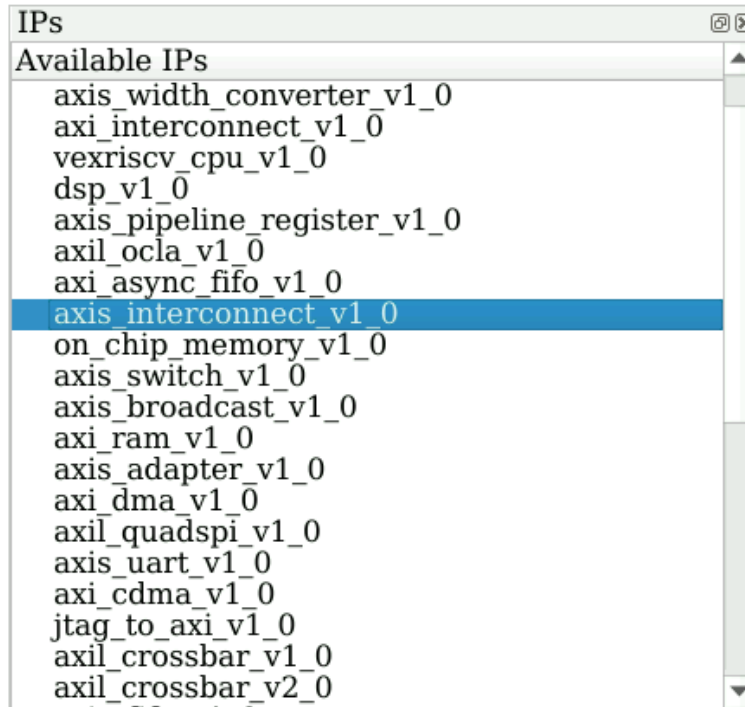 IPs
Available IPs
axis_width_converter_v1_0
axi_interconnect_v1_0
vexriscv_cpu_v1_0
dsp_v1_0
axis_pipeline_register_v1_0
axil_ocla_v1_0
axi_async_fifo_v1_0
axis_interconnect_v1_0
on_chip_memory_v1_0
axis_switch_v1_0
axis_broadcast_v1_0
axi_ram_v1_0
axis_adapter_v1_0
axi_dma_v1_0
axil_quadspi_v1_0
axis_uart_v1_0
axi_cdma_v1_0
jtag_to_axi_v1_0
axil_crossbar_v1_0
axil_crossbar_v2_0